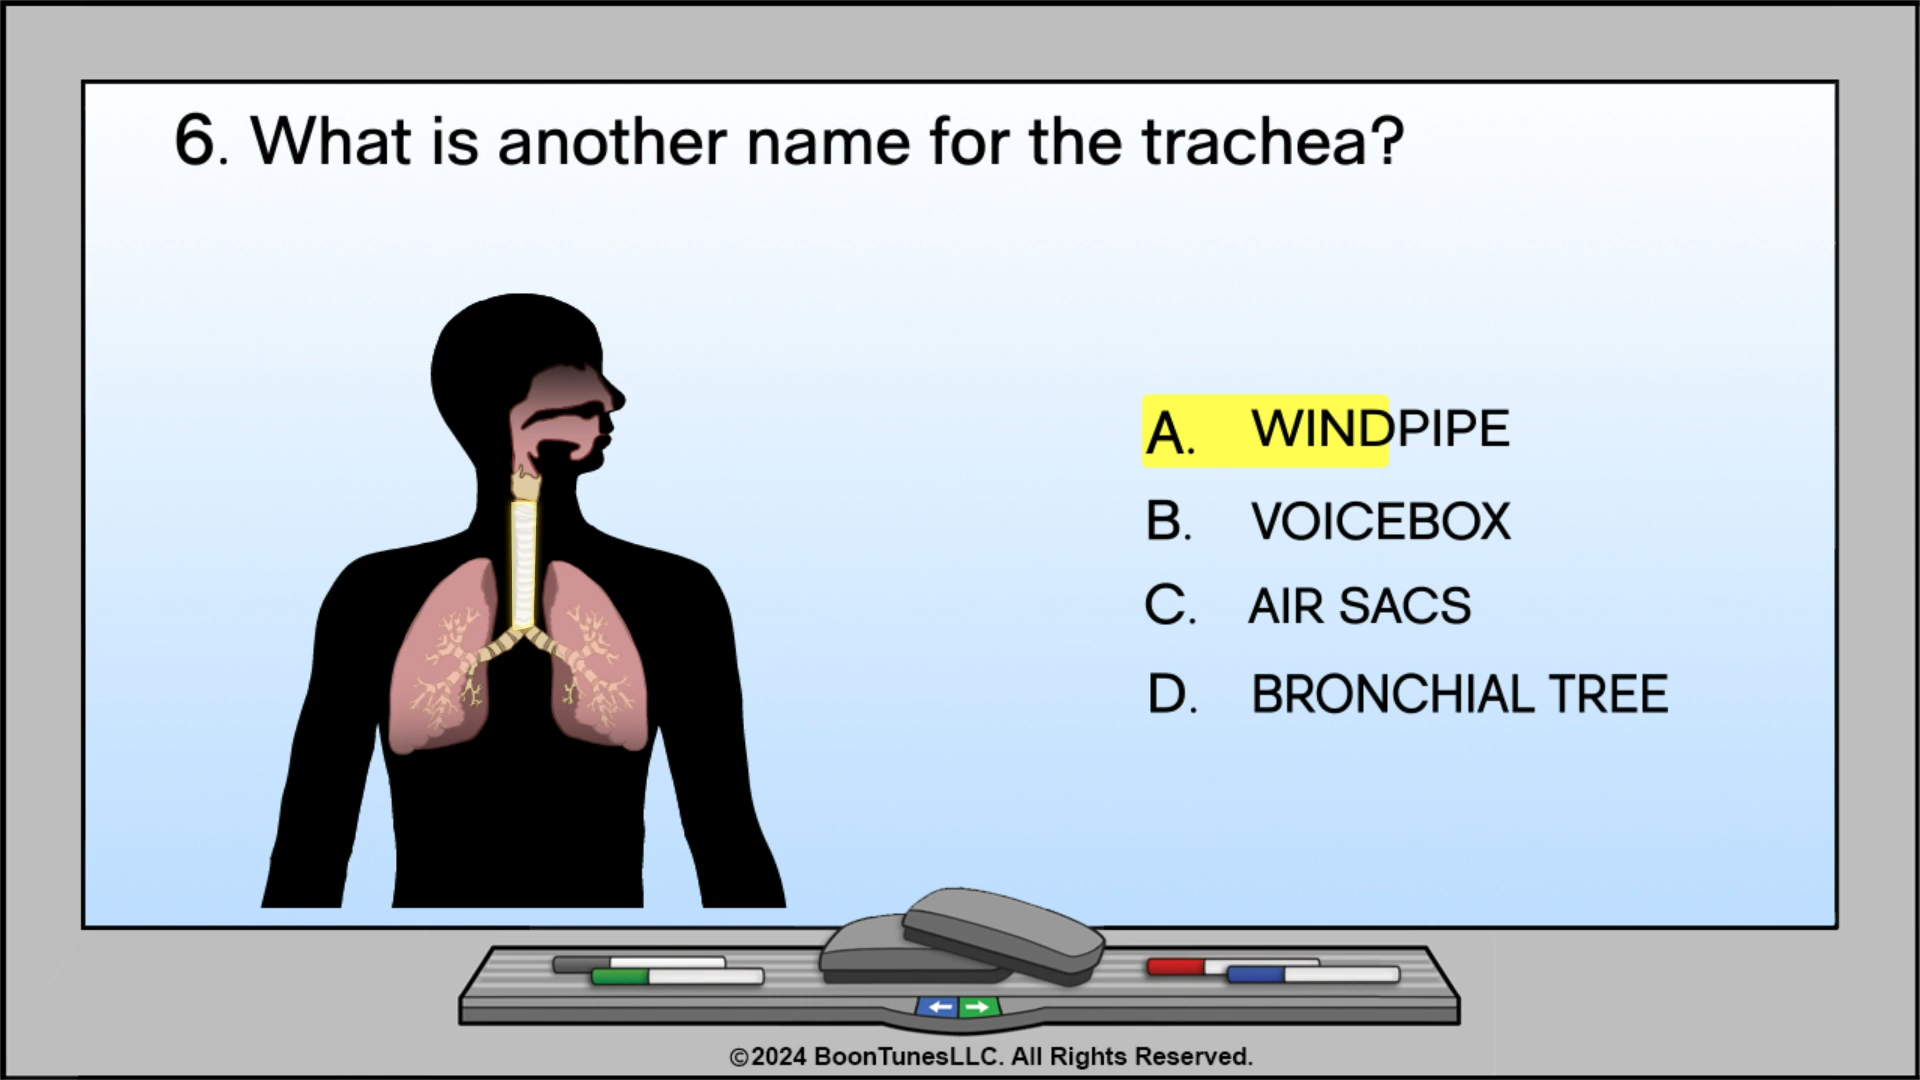 6. What is another name for the trachea?
A. WINDPIPE
B. VOICEBOX
C. AIR SACS
D. BRONCHIAL TREE
©2024 BoonTunesLLC. All Rights Reserved.